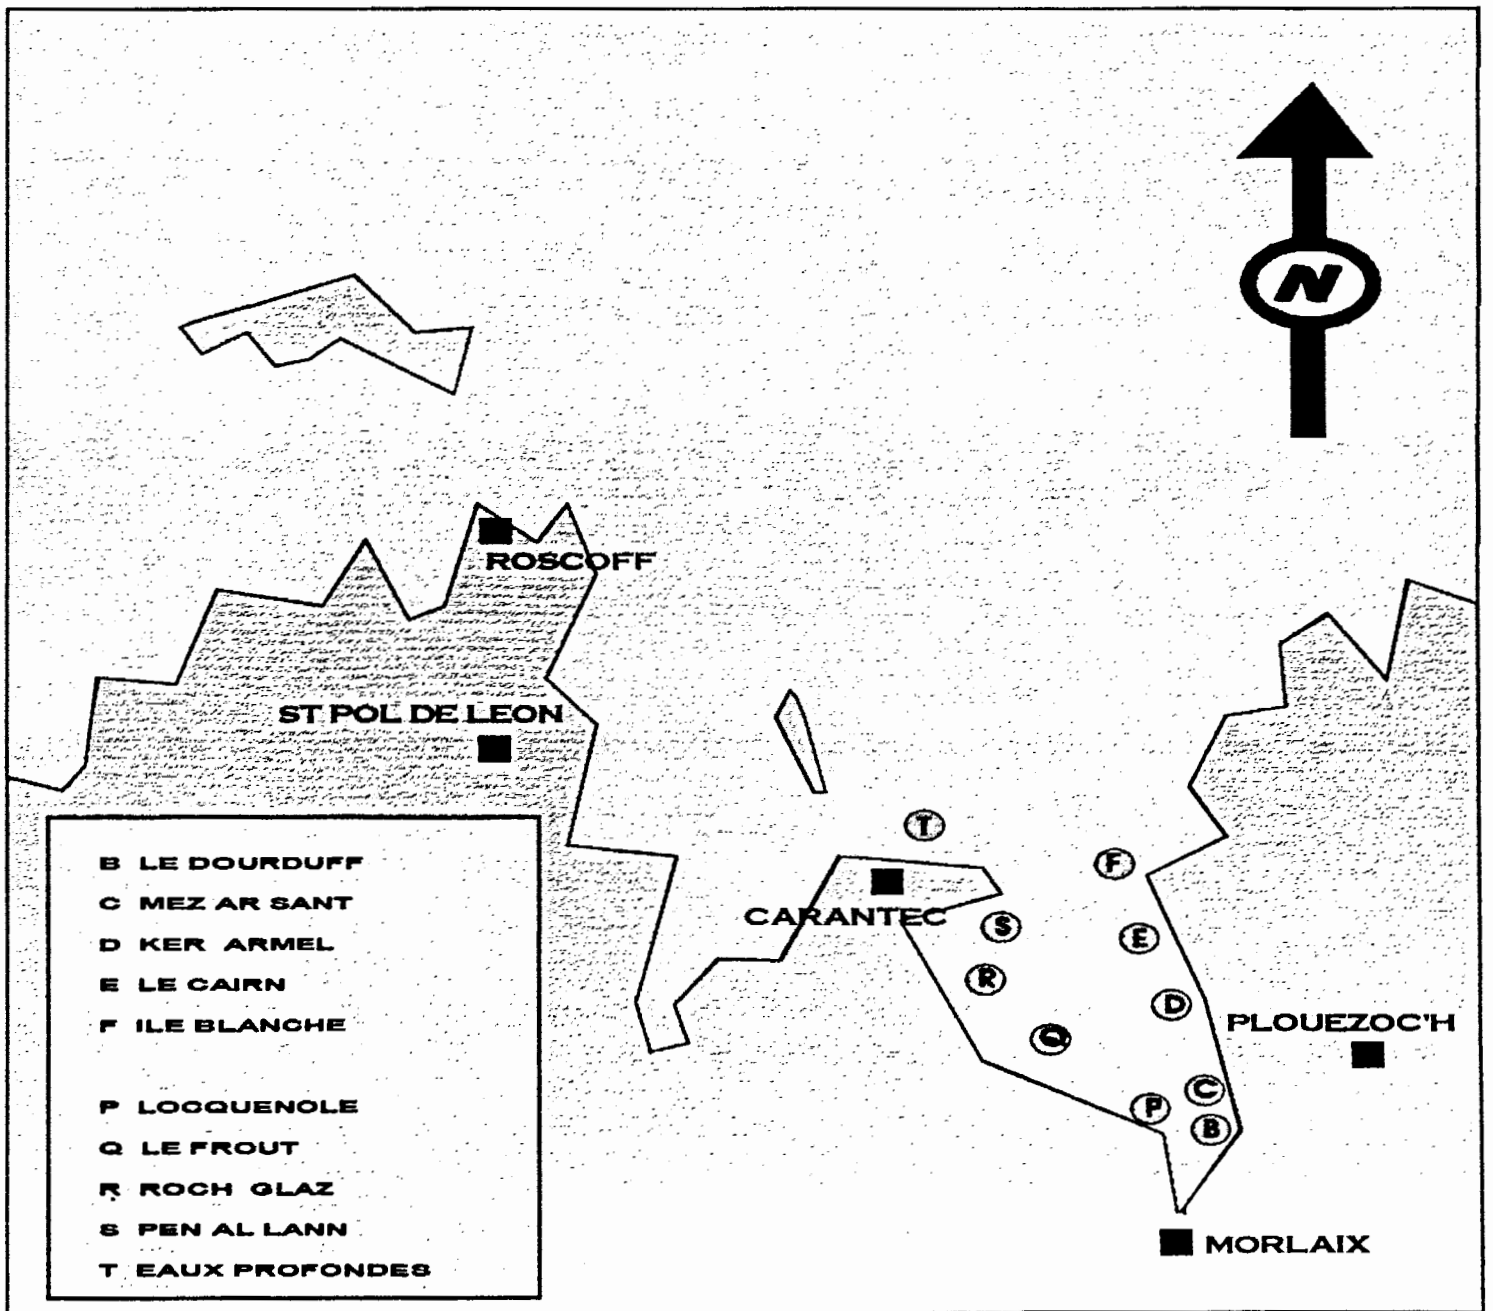 N
ROSCOFF
ST POL DE LEON
T
F
CARANTEC
S
E
R
D
PLOUEZOC'H
Q
C
P
B
MORLAIX
B LE DOURDUFF
C MEZ AR SANT
D KER ARMEL
E LE CAIRN
F ILE BLANCHE
P LOCQUENOLE
Q LE FROUT
R ROCH GLAZ
S PEN AL LANN
T EAUX PROFONDES